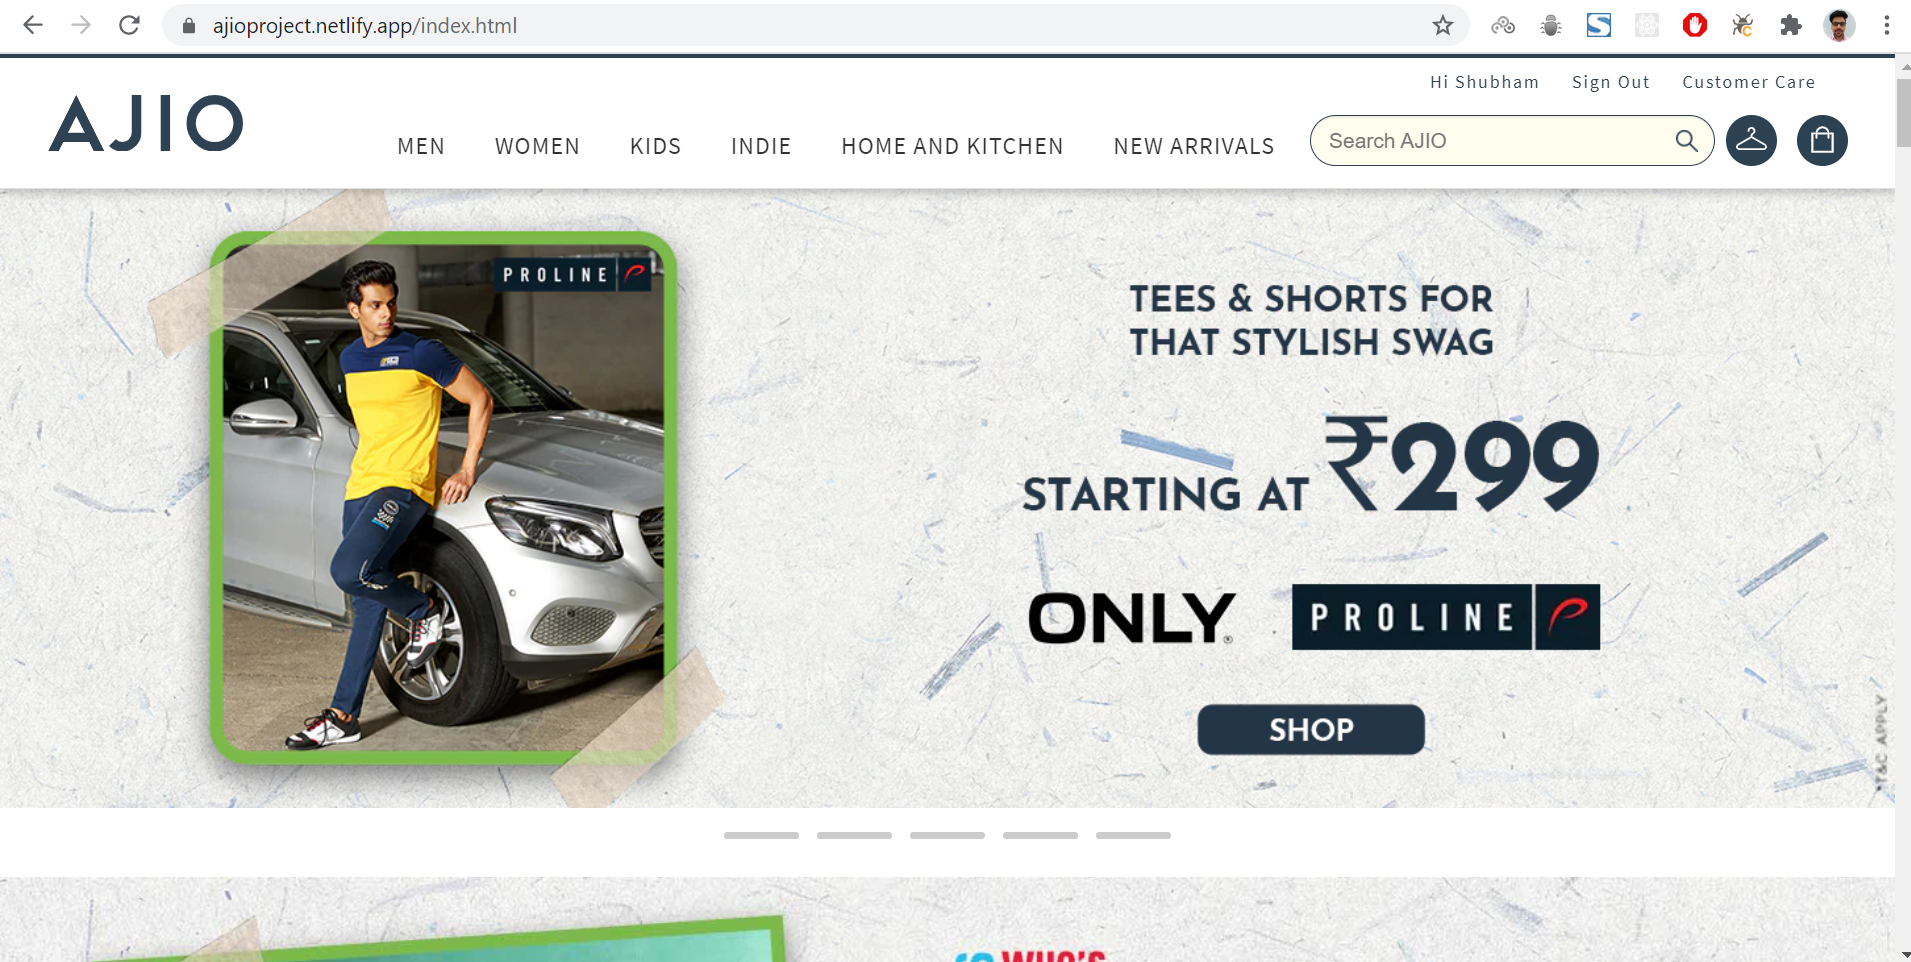 ajioproject.netlify.app/index.html
Hi Shubham Sign Out Customer Care
AJIO
MEN WOMEN KIDS INDIE HOME AND KITCHEN NEW ARRIVALS
Search AJIO
PROLINE
TEES & SHORTS FOR
THAT STYLISH SWAG
STARTING AT ₹299
ONLY
PROLINE
SHOP
*T&C APPLY
WHO'S